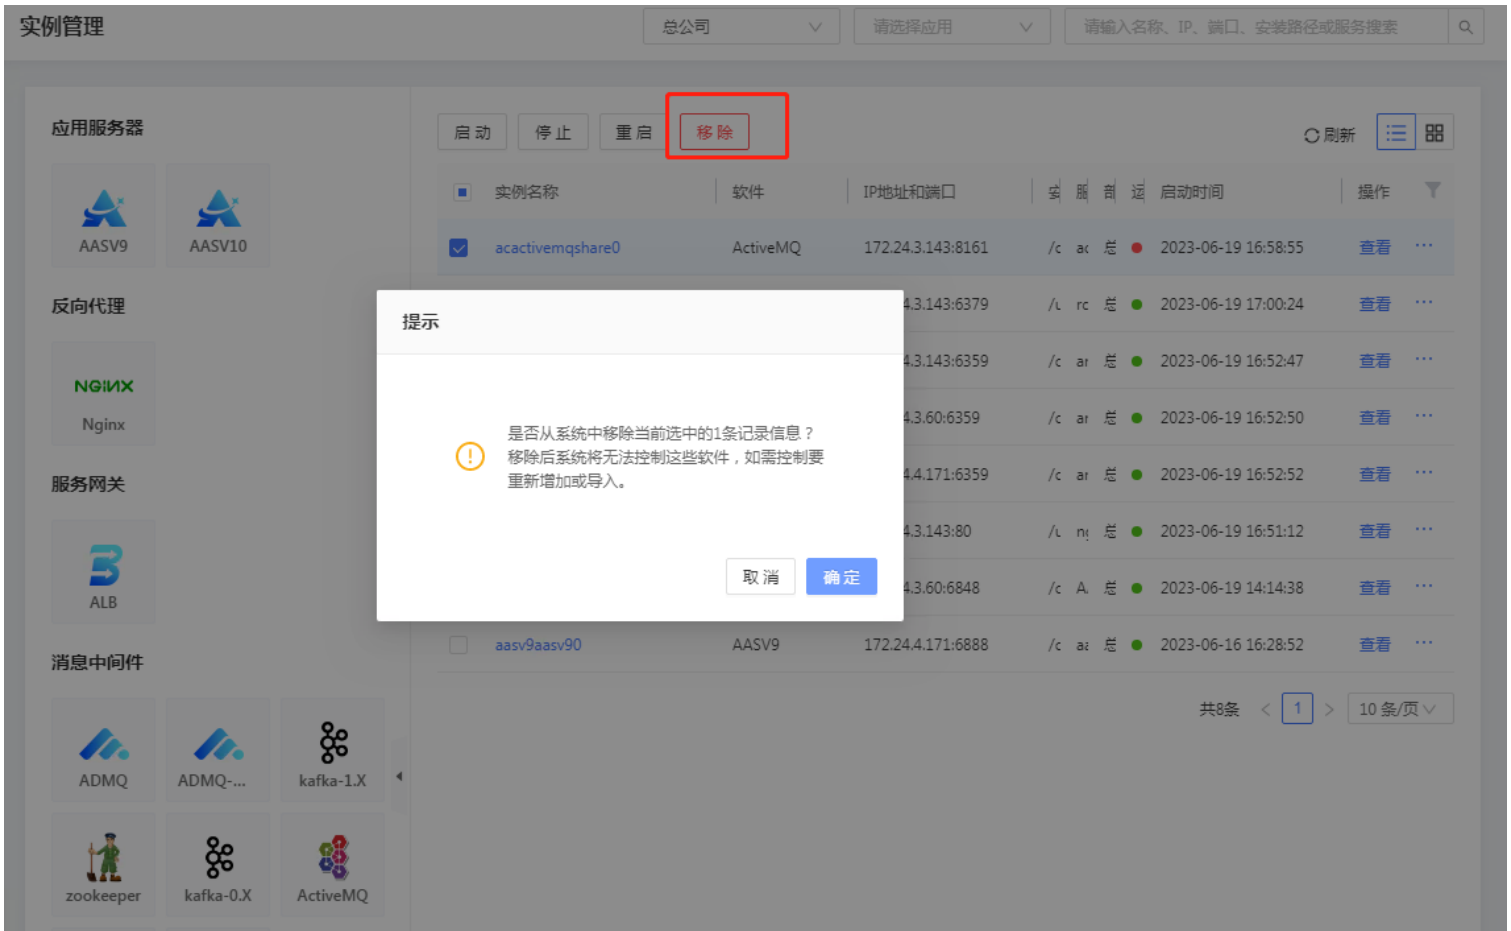 实例管理
总公司
请选择应用
请输入名称、IP、端口、安装路径或服务搜索
应用服务器
AASV9
AASV10
反向代理
NGINX
Nginx
服务网关
ALB
消息中间件
ADMQ
ADMQ-...
kafka-1.X
zookeeper
kafka-0.X
ActiveMQ
启动 停止 重启 移除
刷新
实例名称 软件 IP地址和端口 启动时间 操作
acactivemqshare0 ActiveMQ 172.24.3.143:8161 /c 总 2023-06-19 16:58:55 查看 ...
4.3.143:6379 rc 总 2023-06-19 17:00:24 查看 ...
4.3.143:6359 /c ar 总 2023-06-19 16:52:47 查看 ...
4.3.60:6359 /c ar 总 2023-06-19 16:52:50 查看 ...
4.4.171:6359 /c ar 总 2023-06-19 16:52:52 查看 ...
4.3.143:80 总 2023-06-19 16:51:12 查看 ...
4.3.60:6848 /c A. 总 2023-06-19 14:14:38 查看 ...
aasv9aasv90 AASV9 172.24.4.171:6888 /c 总 2023-06-16 16:28:52 查看 ...
共8条 < 1 > 10 条/页
提示
是否从系统中移除当前选中的1条记录信息？
移除后系统将无法控制这些软件，如需控制要
重新增加或导入。
取消 确定